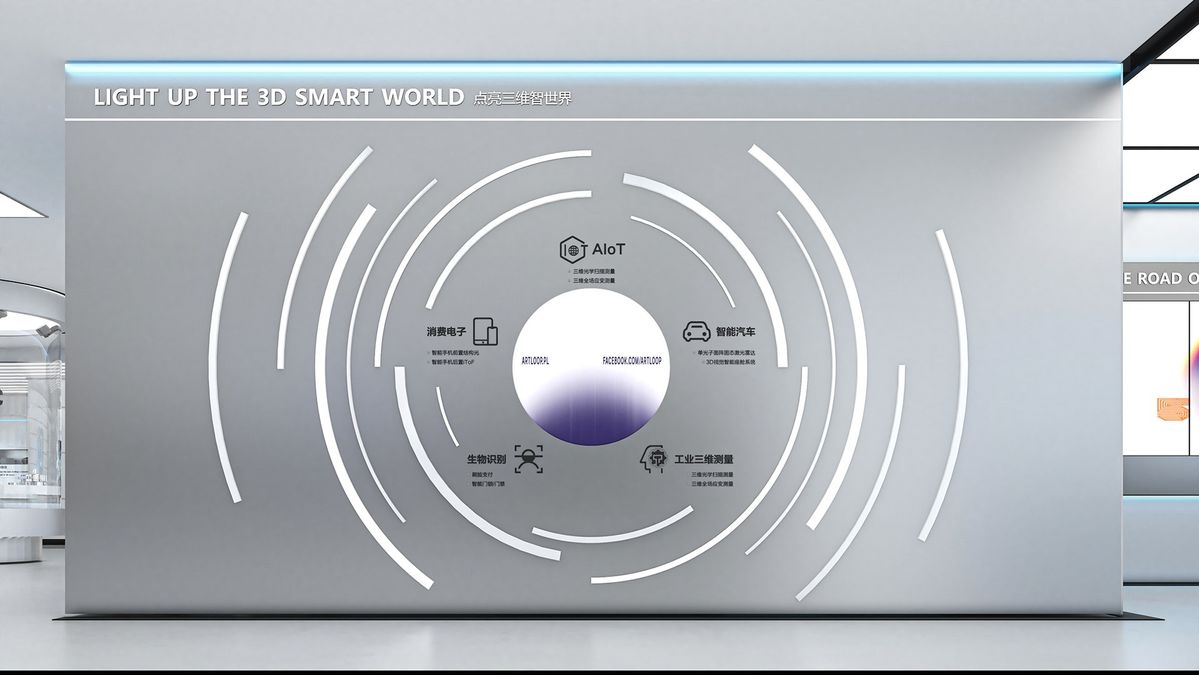 LIGHT UP THE 3D SMART WORLD 点亮三维智世界
IOT AIoT
三维光学扫描测量
三维全场应变测量
消费电子
智能手机前置结构光
智能手机后置iToF
智能汽车
单光子面阵固态激光雷达
3D视觉智能座舱系统
ARTLOOP.PL
FACEBOOK.COM/ARTLOOP
生物识别
刷脸支付
智能门锁/门禁
工业三维测量
三维光学扫描测量
三维全场应变测量
E ROAD O